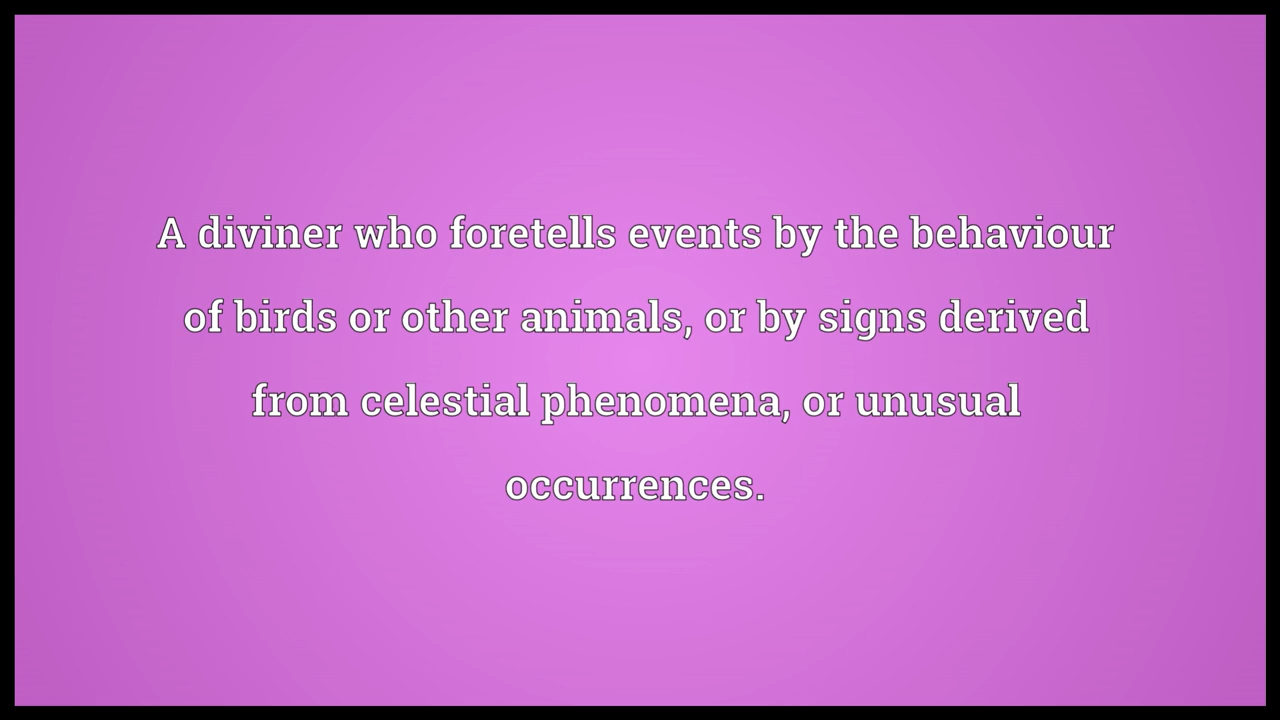 A diviner who foretells events by the behaviour
of birds or other animals, or by signs derived
from celestial phenomena, or unusual
occurrences.